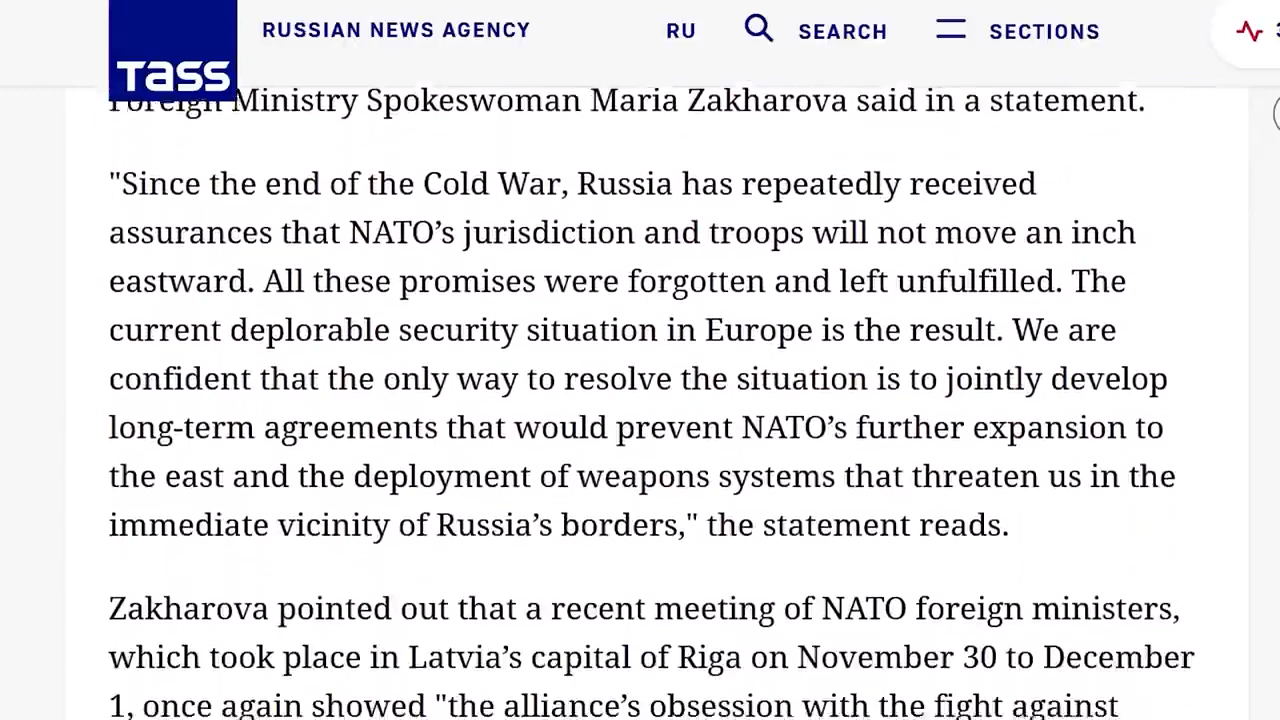 TASS
RUSSIAN NEWS AGENCY
RU
SEARCH
SECTIONS
Foreign Ministry Spokeswoman Maria Zakharova said in a statement.
"Since the end of the Cold War, Russia has repeatedly received
assurances that NATO’s jurisdiction and troops will not move an inch
eastward. All these promises were forgotten and left unfulfilled. The
current deplorable security situation in Europe is the result. We are
confident that the only way to resolve the situation is to jointly develop
long-term agreements that would prevent NATO’s further expansion to
the east and the deployment of weapons systems that threaten us in the
immediate vicinity of Russia’s borders," the statement reads.
Zakharova pointed out that a recent meeting of NATO foreign ministers,
which took place in Latvia’s capital of Riga on November 30 to December
1, once again showed "the alliance’s obsession with the fight against